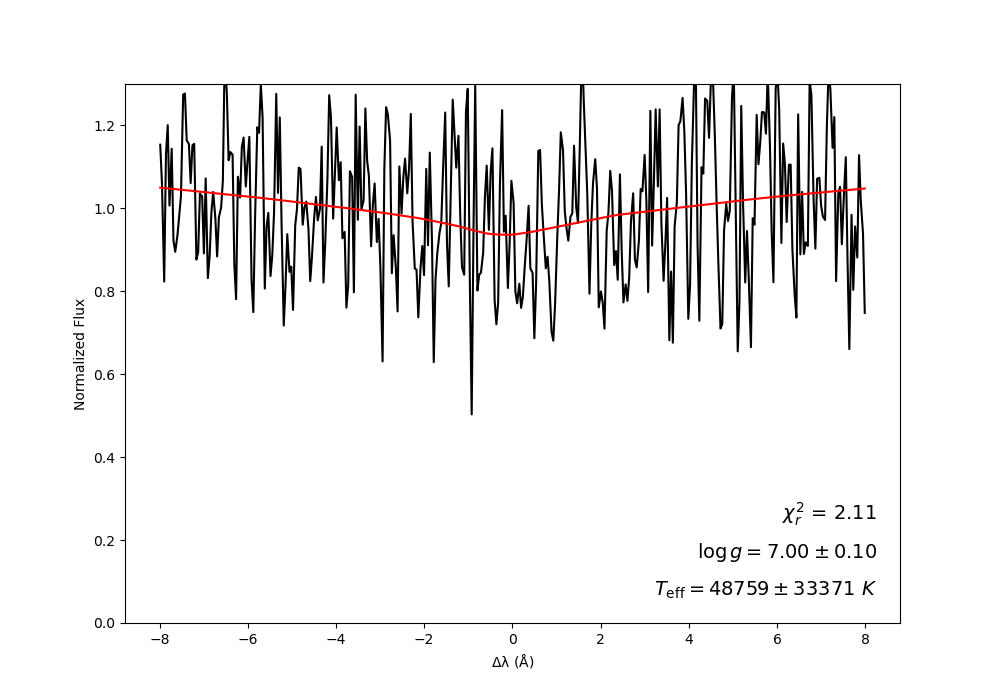 1.2
1.0
0.8
0.6
0.4
0.2
0.0
Normalized Flux
χ²ᵣ = 2.11
log g = 7.00 ± 0.10
T_eff = 48759 ± 33371 K
−8 −6 −4 −2 0 2 4 6 8
Δλ (Å)